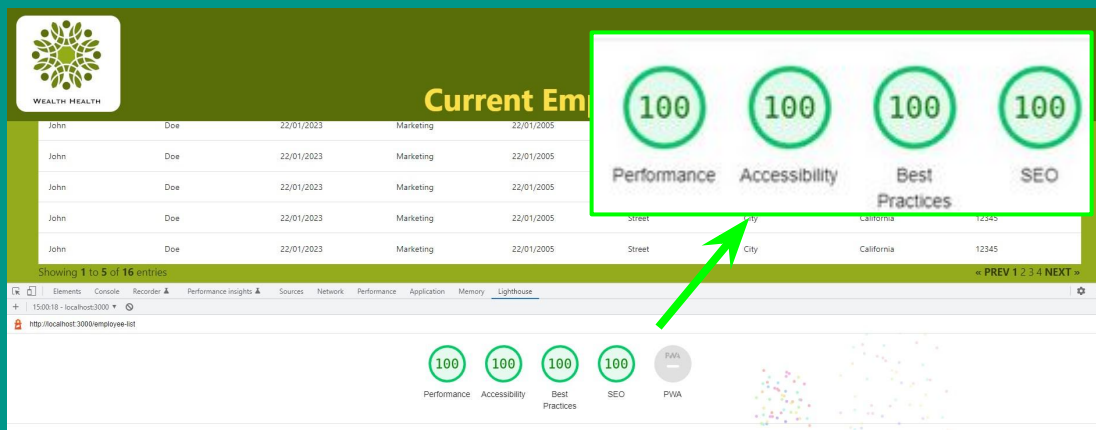 WEALTH HEALTH
Current Em
100 100 100 100
Performance Accessibility Best Practices SEO
John Doe 22/01/2023 Marketing 22/01/2005
John Doe 22/01/2023 Marketing 22/01/2005
John Doe 22/01/2023 Marketing 22/01/2005
John Doe 22/01/2023 Marketing 22/01/2005 Street City California 12345
John Doe 22/01/2023 Marketing 22/01/2005 Street City California 12345
Showing 1 to 5 of 16 entries « PREV 1 2 3 4 NEXT »
Elements Console Recorder Performance insights Sources Network Performance Application Memory Lighthouse
+ 15:00:18 - localhost:3000
http://localhost:3000/employee-list
100 100 100 100 PWA
Performance Accessibility Best Practices SEO PWA